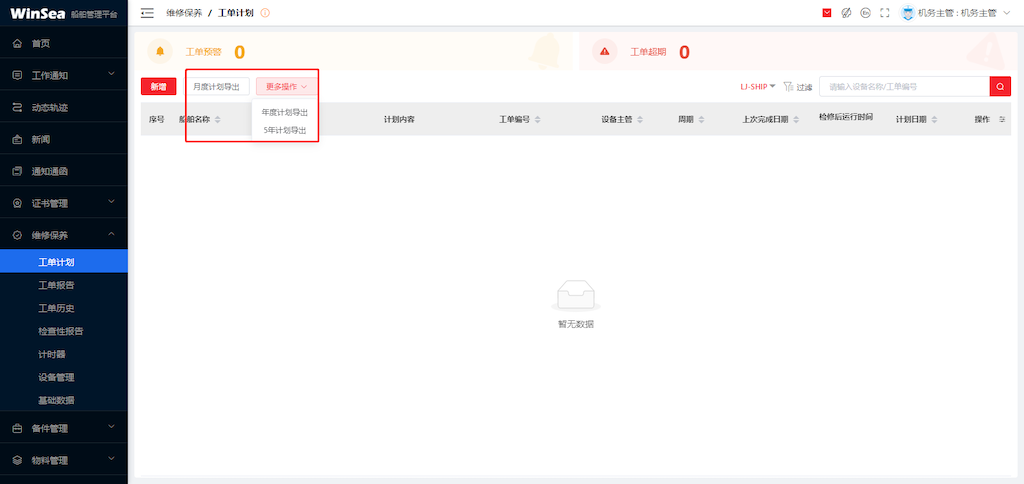 WinSea 船舶管理平台
维修保养 / 工单计划
En
机务主管 : 机务主管
首页
工作通知
动态轨迹
新闻
通知通函
证书管理
维修保养
工单计划
工单报告
工单历史
检查性报告
计时器
设备管理
基础数据
备件管理
物料管理
工单预警 0
工单超期 0
新增
月度计划导出
更多操作
年度计划导出
5年计划导出
LJ-SHIP
过滤
请输入设备名称/工单编号
序号
船舶名称
计划内容
工单编号
设备主管
周期
上次完成日期
检修后运行时间
计划日期
操作
暂无数据